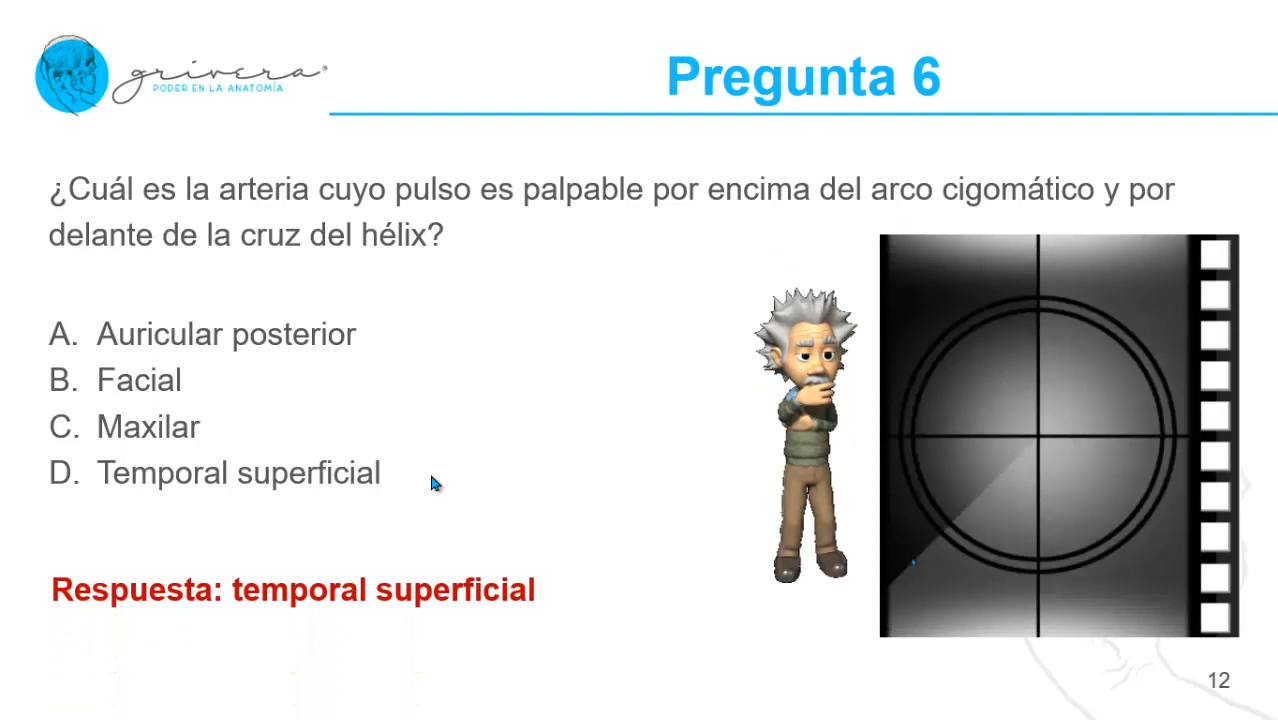 grivera®
PODER EN LA ANATOMÍA
Pregunta 6
¿Cuál es la arteria cuyo pulso es palpable por encima del arco cigomático y por
delante de la cruz del hélix?
A. Auricular posterior
B. Facial
C. Maxilar
D. Temporal superficial
Respuesta: temporal superficial
12